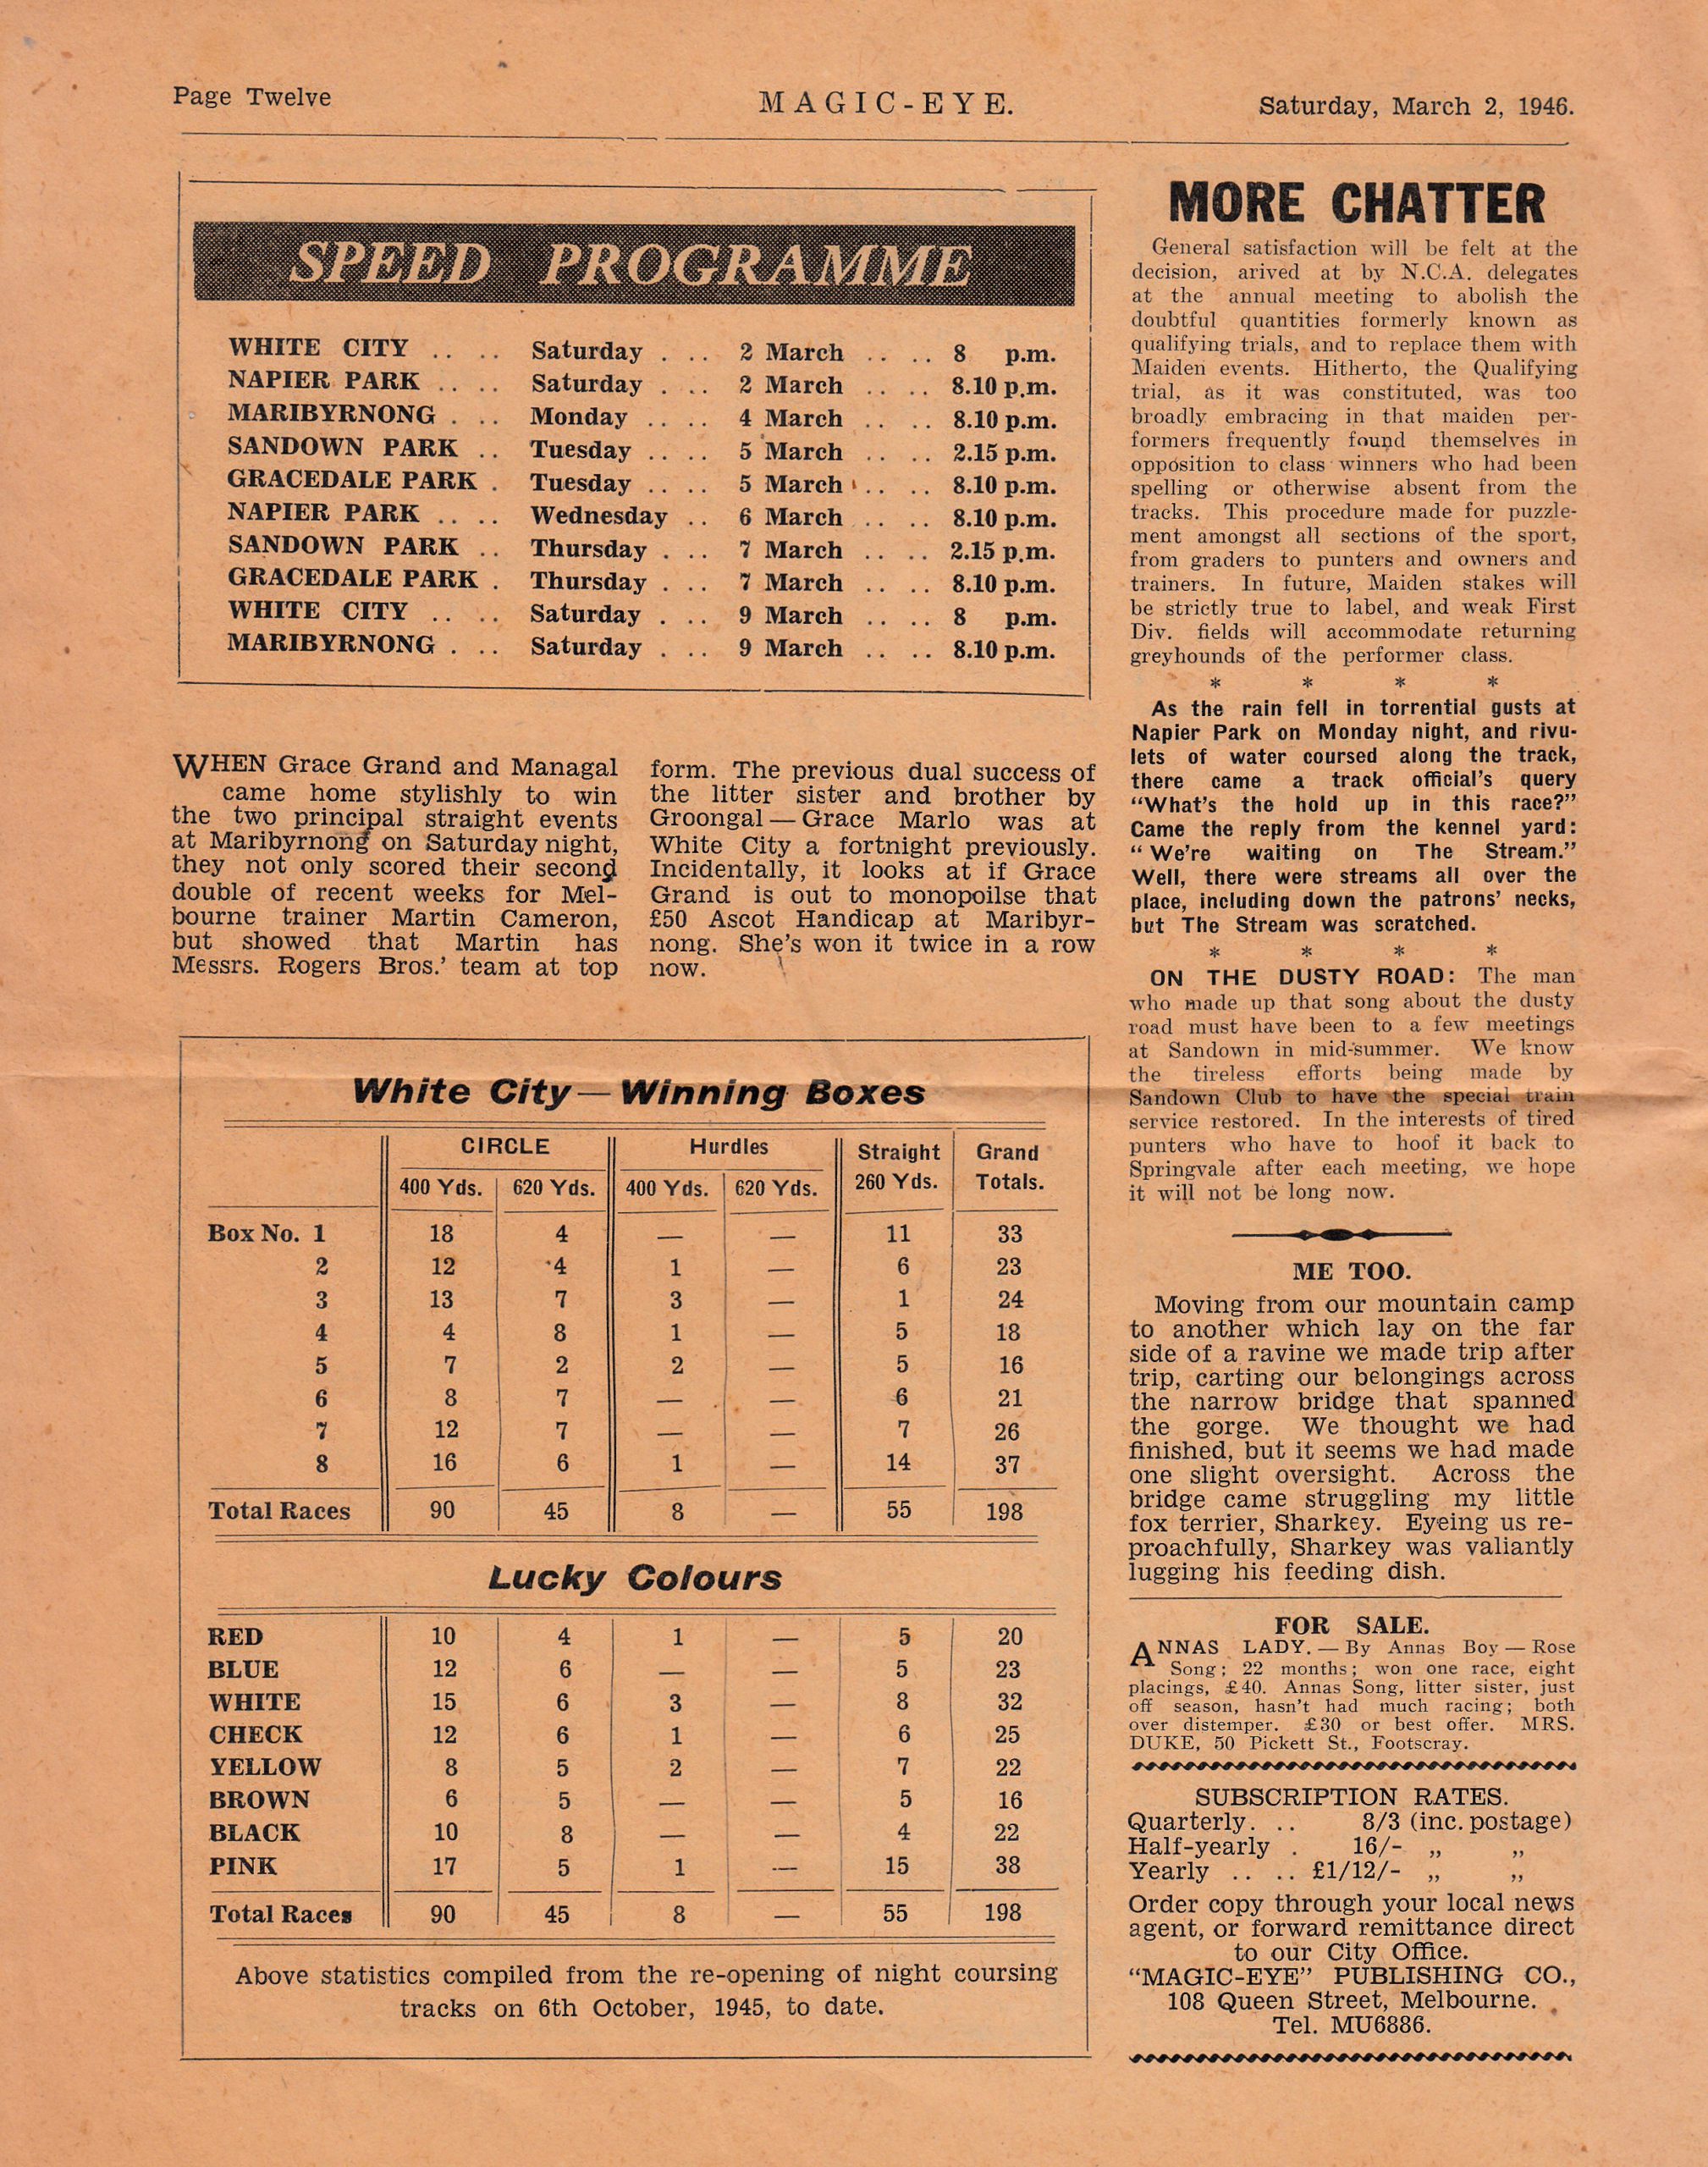 Page Twelve
MAGIC-EYE.
Saturday, March 2, 1946.
SPEED PROGRAMME
WHITE CITY .. .. Saturday . .. 2 March .. .. 8 p.m.
NAPIER PARK .. .. Saturday . .. 2 March .. .. 8.10 p.m.
MARIBYRNONG . .. Monday .. .. 4 March .. .. 8.10 p.m.
SANDOWN PARK .. Tuesday .. .. 5 March .. .. 2.15 p.m.
GRACEDALE PARK . Tuesday .. .. 5 March .. .. 8.10 p.m.
NAPIER PARK .. .. Wednesday .. 6 March .. .. 8.10 p.m.
SANDOWN PARK .. Thursday . .. 7 March .. .. 2.15 p.m.
GRACEDALE PARK . Thursday . .. 7 March .. .. 8.10 p.m.
WHITE CITY .. .. Saturday . .. 9 March .. .. 8 p.m.
MARIBYRNONG . .. Saturday . .. 9 March .. .. 8.10 p.m.
WHEN Grace Grand and Managal
came home stylishly to win
the two principal straight events
at Maribyrnong on Saturday night,
they not only scored their second
double of recent weeks for Mel-
bourne trainer Martin Cameron,
but showed that Martin has
Messrs. Rogers Bros.' team at top
form. The previous dual success of
the litter sister and brother by
Groongal — Grace Marlo was at
White City a fortnight previously.
Incidentally, it looks at if Grace
Grand is out to monopoilse that
£50 Ascot Handicap at Maribyr-
nong. She's won it twice in a row
now.
White City — Winning Boxes
CIRCLE Hurdles Straight Grand
400 Yds. 620 Yds. 400 Yds. 620 Yds. 260 Yds. Totals.
Box No. 1 18 4 — — 11 33
2 12 4 1 — 6 23
3 13 7 3 — 1 24
4 4 8 1 — 5 18
5 7 2 2 — 5 16
6 8 7 — — 6 21
7 12 7 — — 7 26
8 16 6 1 — 14 37
Total Races 90 45 8 — 55 198
Lucky Colours
RED 10 4 1 — 5 20
BLUE 12 6 — — 5 23
WHITE 15 6 3 — 8 32
CHECK 12 6 1 — 6 25
YELLOW 8 5 2 — 7 22
BROWN 6 5 — — 5 16
BLACK 10 8 — — 4 22
PINK 17 5 1 — 15 38
Total Races 90 45 8 — 55 198
Above statistics compiled from the re-opening of night coursing
tracks on 6th October, 1945, to date.
MORE CHATTER
General satisfaction will be felt at the
decision, arived at by N.C.A. delegates
at the annual meeting to abolish the
doubtful quantities formerly known as
qualifying trials, and to replace them with
Maiden events. Hitherto, the Qualifying
trial, as it was constituted, was too
broadly embracing in that maiden per-
formers frequently found themselves in
opposition to class winners who had been
spelling or otherwise absent from the
tracks. This procedure made for puzzle-
ment amongst all sections of the sport,
from graders to punters and owners and
trainers. In future, Maiden stakes will
be strictly true to label, and weak First
Div. fields will accommodate returning
greyhounds of the performer class.
* * * *
As the rain fell in torrential gusts at
Napier Park on Monday night, and rivu-
lets of water coursed along the track,
there came a track official's query
"What's the hold up in this race?"
Came the reply from the kennel yard:
"We're waiting on The Stream."
Well, there were streams all over the
place, including down the patrons' necks,
but The Stream was scratched.
* * * *
ON THE DUSTY ROAD: The man
who made up that song about the dusty
road must have been to a few meetings
at Sandown in mid-summer. We know
the tireless efforts being made by
Sandown Club to have the special train
service restored. In the interests of tired
punters who have to hoof it back to
Springvale after each meeting, we hope
it will not be long now.
ME TOO.
Moving from our mountain camp
to another which lay on the far
side of a ravine we made trip after
trip, carting our belongings across
the narrow bridge that spanned
the gorge. We thought we had
finished, but it seems we had made
one slight oversight. Across the
bridge came struggling my little
fox terrier, Sharkey. Eyeing us re-
proachfully, Sharkey was valiantly
lugging his feeding dish.
FOR SALE.
ANNAS LADY. — By Annas Boy — Rose
Song; 22 months; won one race, eight
placings, £40. Annas Song, litter sister, just
off season, hasn't had much racing; both
over distemper. £30 or best offer. MRS.
DUKE, 50 Pickett St., Footscray.
SUBSCRIPTION RATES.
Quarterly. .. 8/3 (inc. postage)
Half-yearly . 16/- ,, ,,
Yearly .. .. £1/12/- ,, ,,
Order copy through your local news
agent, or forward remittance direct
to our City Office.
"MAGIC-EYE" PUBLISHING CO.,
108 Queen Street, Melbourne.
Tel. MU6886.